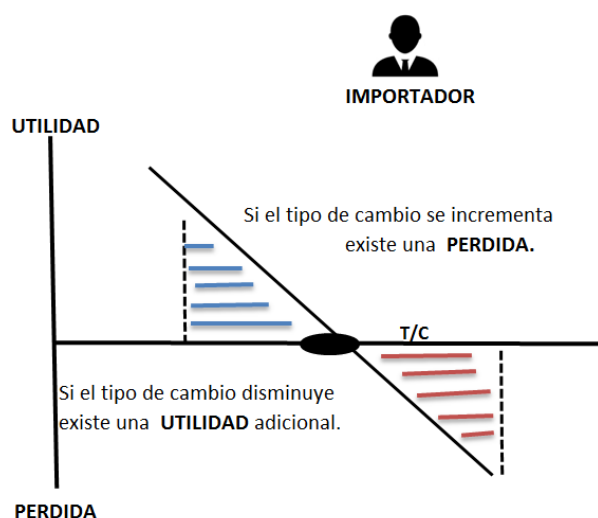 IMPORTADOR
UTILIDAD
Si el tipo de cambio se incrementa
existe una PERDIDA.
T/C
Si el tipo de cambio disminuye
existe una UTILIDAD adicional.
PERDIDA